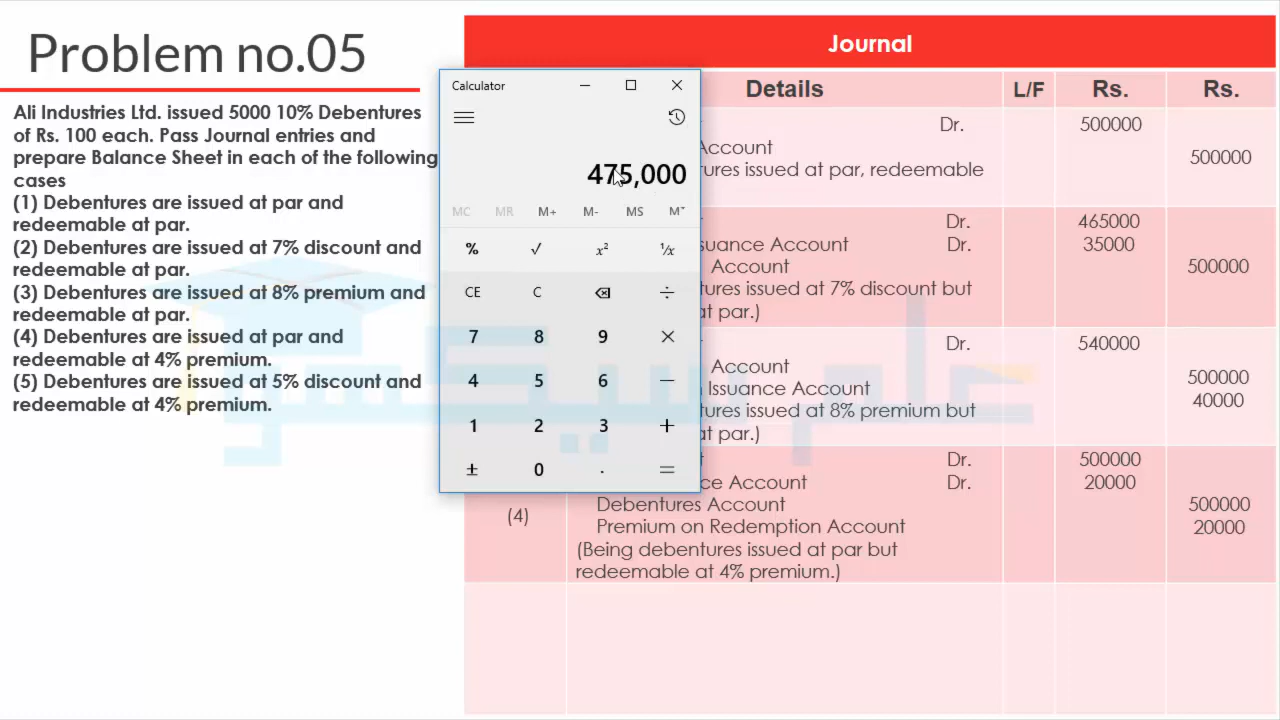 Problem no.05
Ali Industries Ltd. issued 5000 10% Debentures
of Rs. 100 each. Pass Journal entries and
prepare Balance Sheet in each of the following
cases
(1) Debentures are issued at par and
redeemable at par.
(2) Debentures are issued at 7% discount and
redeemable at par.
(3) Debentures are issued at 8% premium and
redeemable at par.
(4) Debentures are issued at par and
redeemable at 4% premium.
(5) Debentures are issued at 5% discount and
redeemable at 4% premium.
Calculator
475,000
MC MR M+ M- MS M˅
% √ x² ¹/x
CE C ÷
7 8 9 ×
4 5 6 −
1 2 3 +
± 0 . =
Journal
Details L/F Rs. Rs.
Dr. 500000
Account 500000
tures issued at par, redeemable
Dr. 465000
suance Account Dr. 35000
Account 500000
tures issued at 7% discount but
at par.)
Dr. 540000
Account 500000
Issuance Account 40000
tures issued at 8% premium but
at par.)
Dr. 500000
ce Account Dr. 20000
(4) Debentures Account 500000
Premium on Redemption Account 20000
(Being debentures issued at par but
redeemable at 4% premium.)